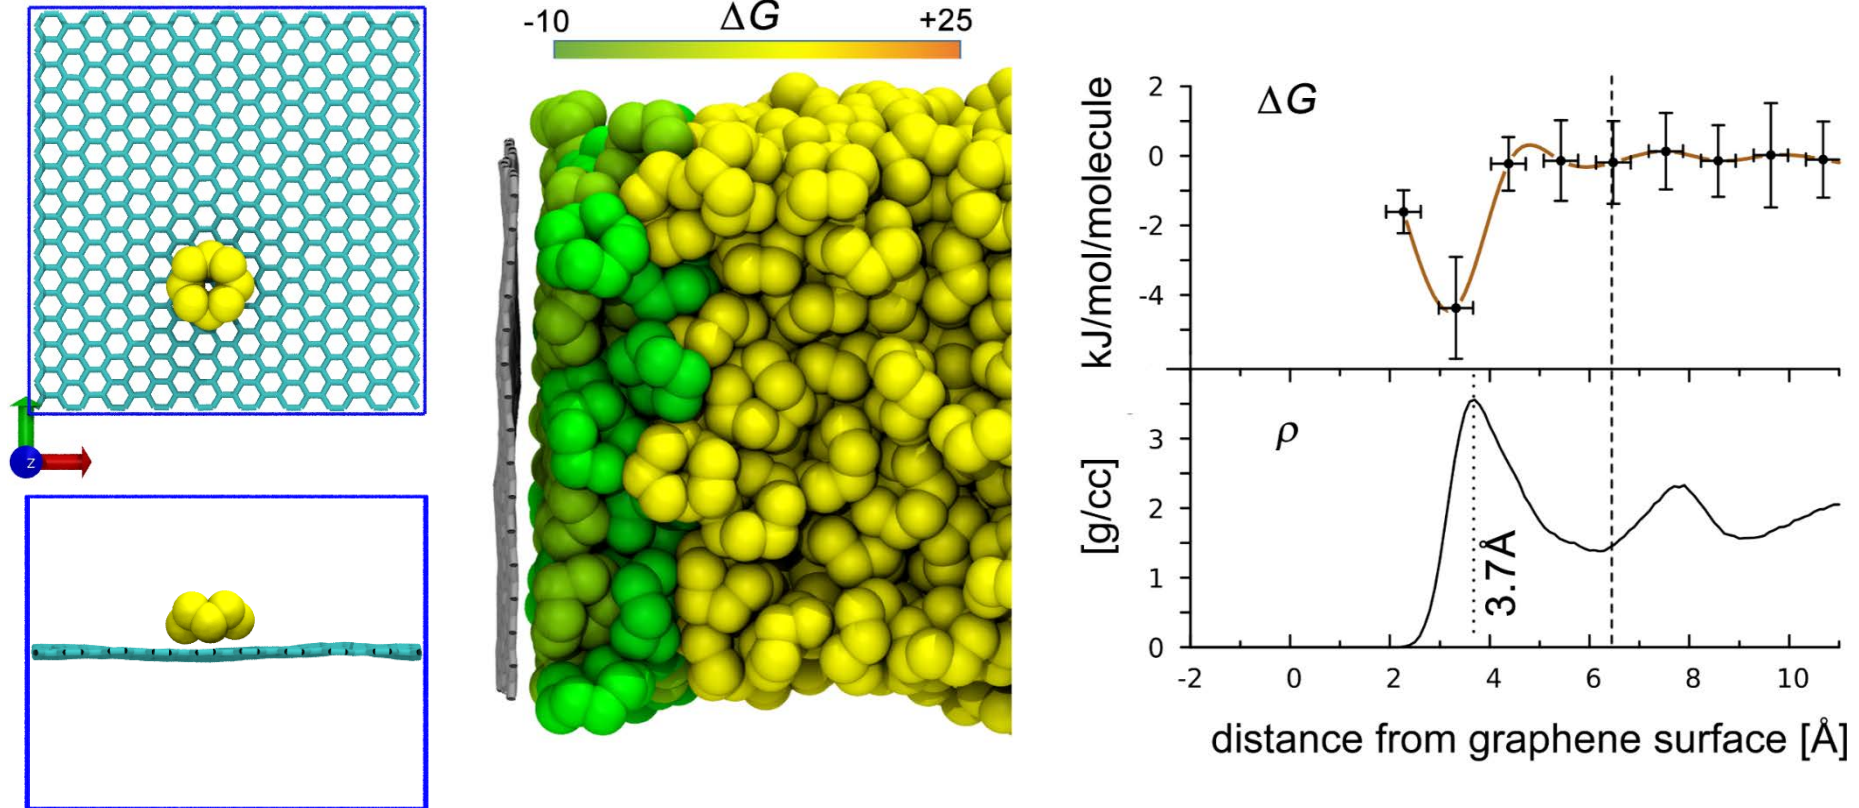 z
-10 ΔG +25
ΔG
kJ/mol/molecule
2
0
-2
-4
ρ
[g/cc]
3
2
1
0
3.7Å
-2 0 2 4 6 8 10
distance from graphene surface [Å]